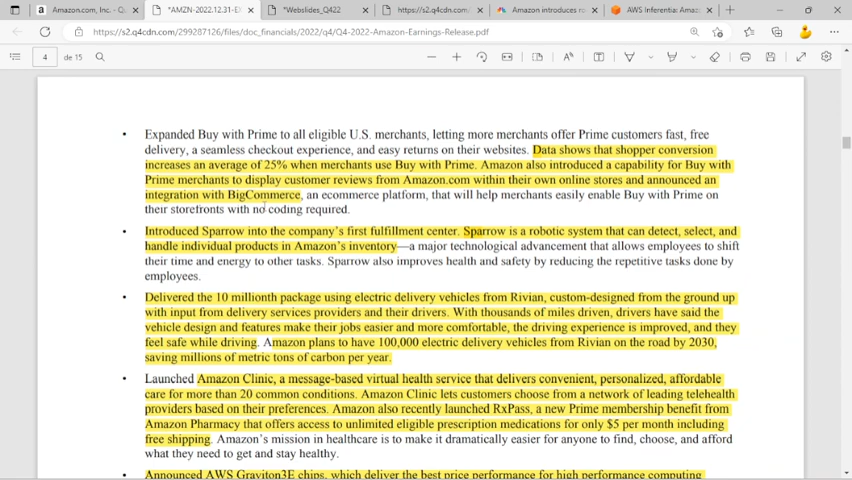 Amazon.com, Inc. - Q
*AMZN-2022.12.31-E
*Webslides_Q422
https://s2.q4cdn.com/
Amazon introduces ro
AWS Inferentia: Amaz
https://s2.q4cdn.com/299287126/files/doc_financials/2022/q4/Q4-2022-Amazon-Earnings-Release.pdf
4 de 15
• Expanded Buy with Prime to all eligible U.S. merchants, letting more merchants offer Prime customers fast, free
delivery, a seamless checkout experience, and easy returns on their websites. Data shows that shopper conversion
increases an average of 25% when merchants use Buy with Prime. Amazon also introduced a capability for Buy with
Prime merchants to display customer reviews from Amazon.com within their own online stores and announced an
integration with BigCommerce, an ecommerce platform, that will help merchants easily enable Buy with Prime on
their storefronts with no coding required.
• Introduced Sparrow into the company's first fulfillment center. Sparrow is a robotic system that can detect, select, and
handle individual products in Amazon's inventory—a major technological advancement that allows employees to shift
their time and energy to other tasks. Sparrow also improves health and safety by reducing the repetitive tasks done by
employees.
• Delivered the 10 millionth package using electric delivery vehicles from Rivian, custom-designed from the ground up
with input from delivery services providers and their drivers. With thousands of miles driven, drivers have said the
vehicle design and features make their jobs easier and more comfortable, the driving experience is improved, and they
feel safe while driving. Amazon plans to have 100,000 electric delivery vehicles from Rivian on the road by 2030,
saving millions of metric tons of carbon per year.
• Launched Amazon Clinic, a message-based virtual health service that delivers convenient, personalized, affordable
care for more than 20 common conditions. Amazon Clinic lets customers choose from a network of leading telehealth
providers based on their preferences. Amazon also recently launched RxPass, a new Prime membership benefit from
Amazon Pharmacy that offers access to unlimited eligible prescription medications for only $5 per month including
free shipping. Amazon's mission in healthcare is to make it dramatically easier for anyone to find, choose, and afford
what they need to get and stay healthy.
• Announced AWS Graviton3E chips, which deliver the best price performance for high performance computing